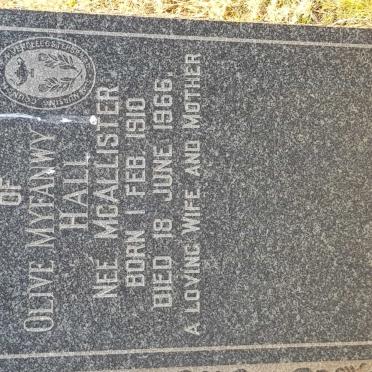 OF
OLIVE MYFANWY
HALL
NEE MCALLISTER
BORN 1 FEB 1910
DIED 18 JUNE 1966.
A LOVING WIFE AND MOTHER